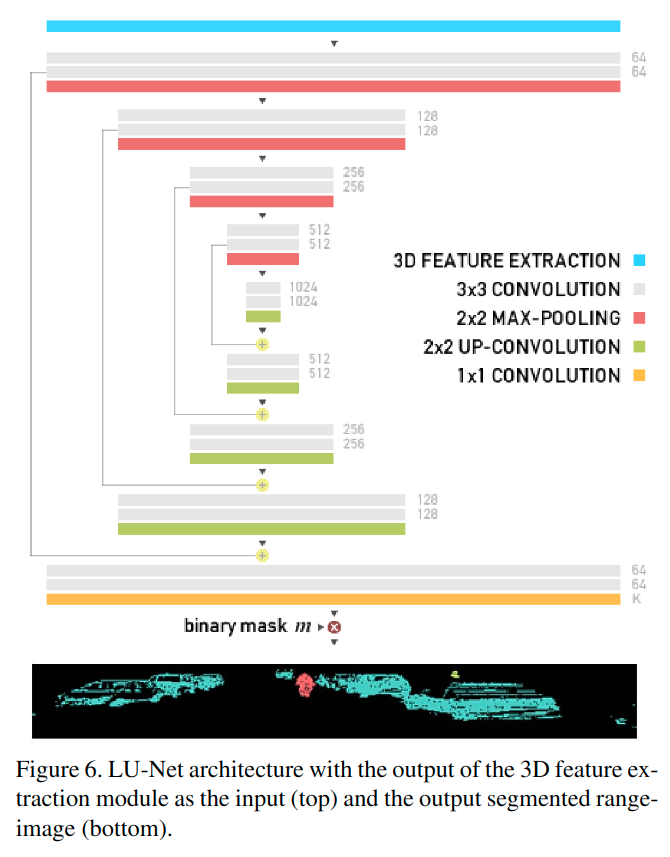 64
64
128
128
256
256
512
512
3D FEATURE EXTRACTION
3x3 CONVOLUTION
1024
1024
2x2 MAX-POOLING
2x2 UP-CONVOLUTION
512
512
1x1 CONVOLUTION
256
256
128
128
64
64
K
binary mask m
Figure 6. LU-Net architecture with the output of the 3D feature ex-
traction module as the input (top) and the output segmented range-
image (bottom).